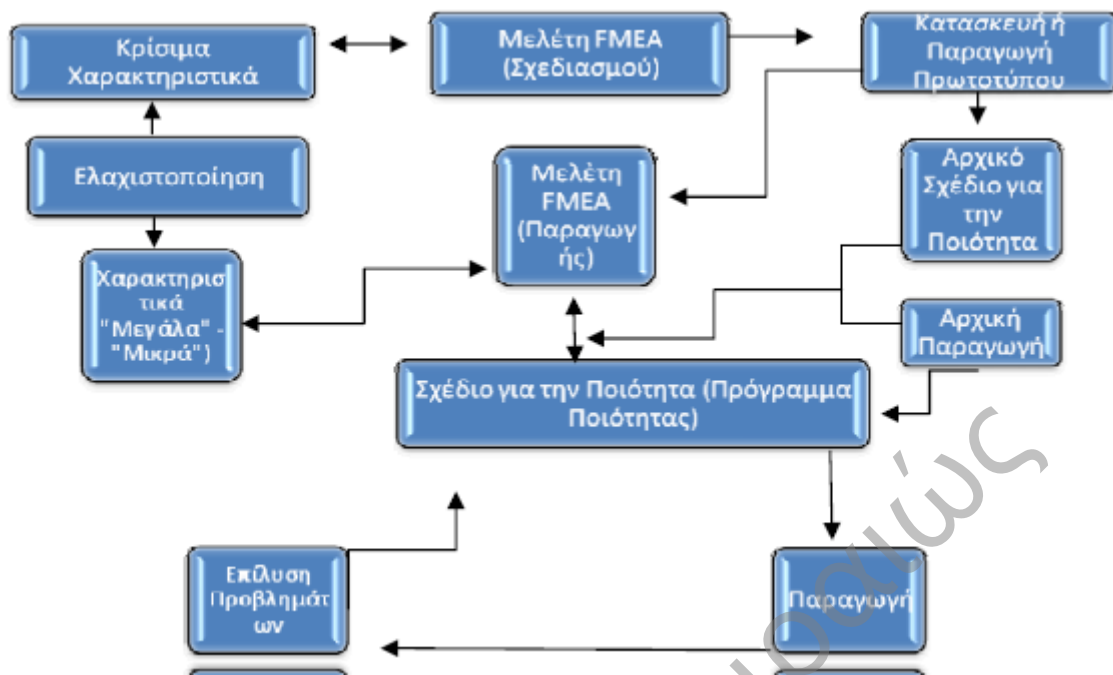 Κρίσιμα
Χαρακτηριστικά
Μελέτη FMEA
(Σχεδιασμού)
Κατασκευή ή
Παραγωγή
Πρωτοτύπου
Ελαχιστοποίηση
Μελέτη
FMEA
(Παραγωγ
ής)
Αρχικό
Σχέδιο για
την
Ποιότητα
Χαρακτηρισ
τικά
"Μεγάλα" -
"Μικρά")
Αρχική
Παραγωγή
Σχέδιο για την Ποιότητα (Πρόγραμμα
Ποιότητας)
Επίλυση
Προβλημάτ
ων
Παραγωγή